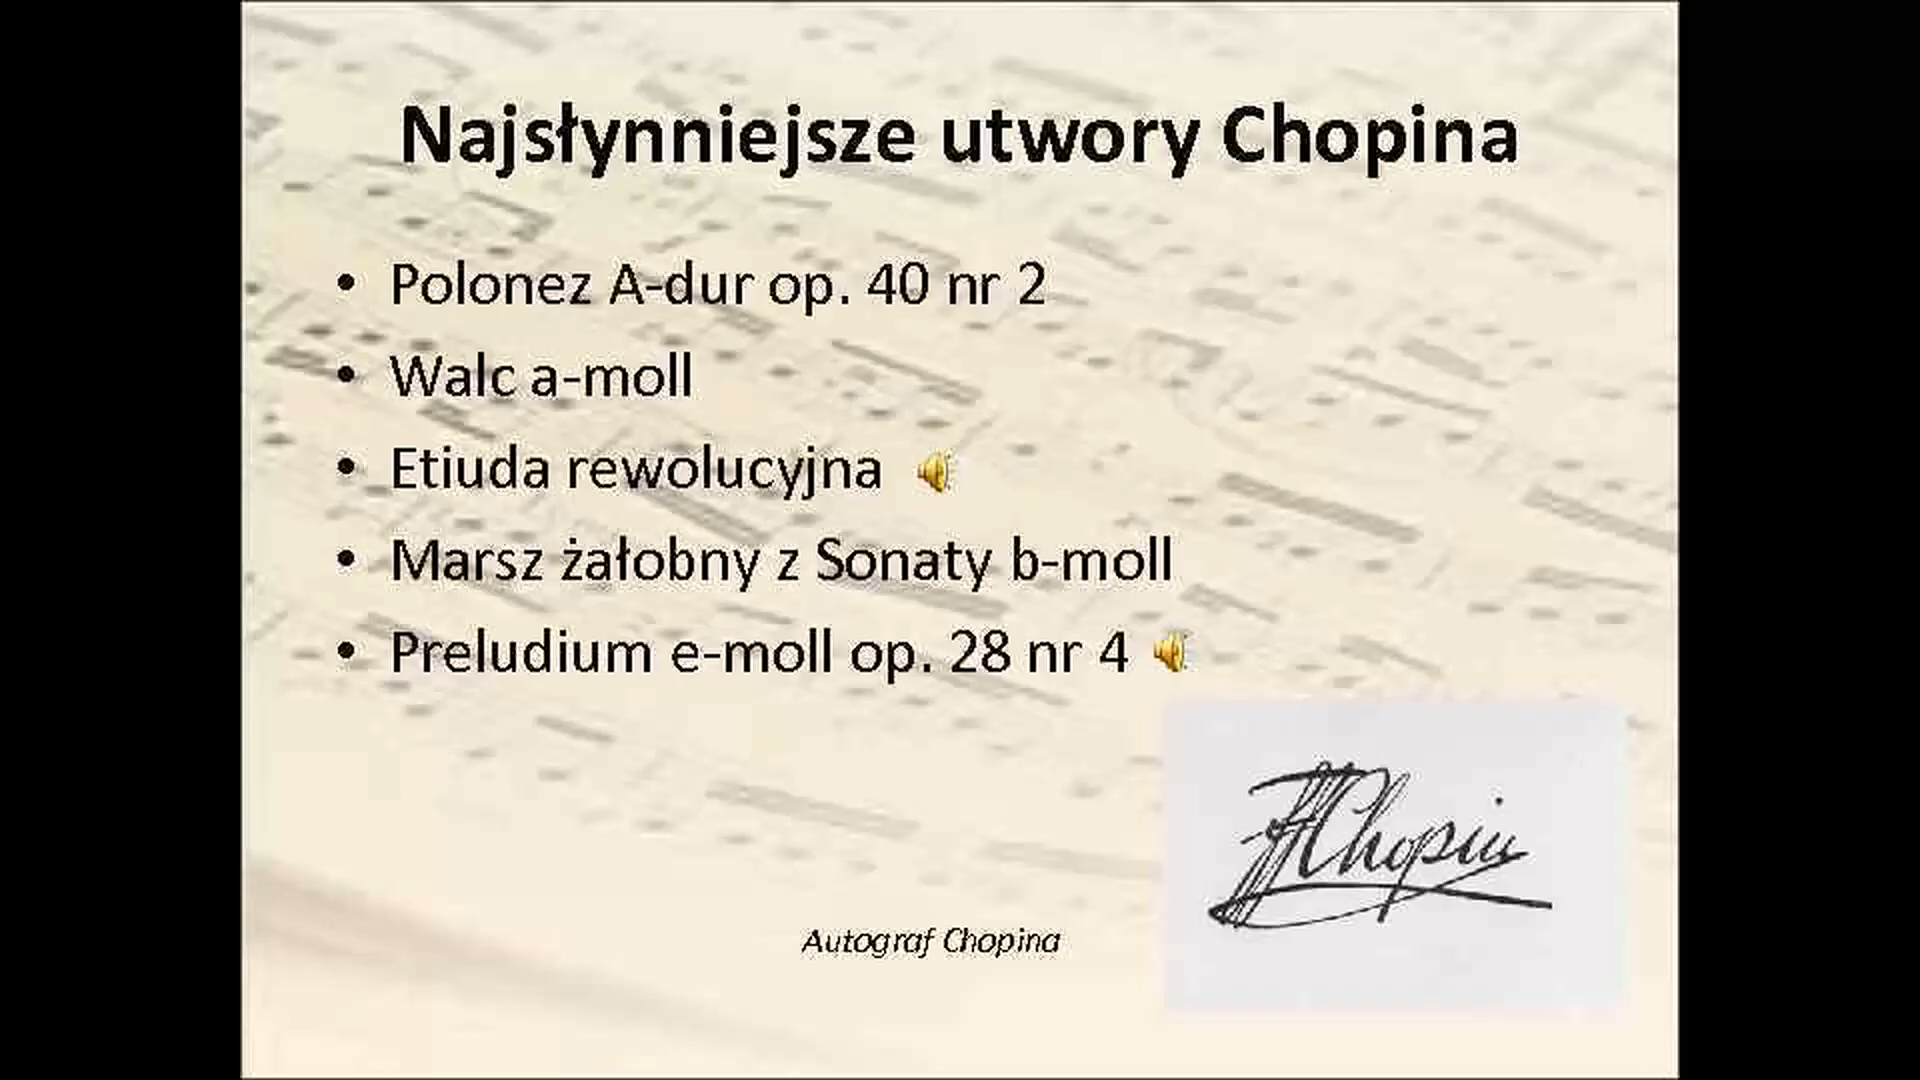 Najsłynniejsze utwory Chopina
• Polonez A-dur op. 40 nr 2
• Walc a-moll
• Etiuda rewolucyjna
• Marsz żałobny z Sonaty b-moll
• Preludium e-moll op. 28 nr 4
FChopin
Autograf Chopina